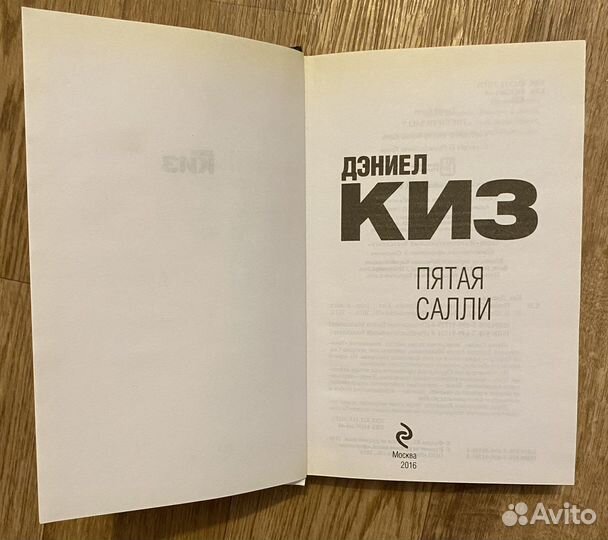 ДЭНИЕЛ
КИЗ
ПЯТАЯ
САЛЛИ
Москва
2016
Avito